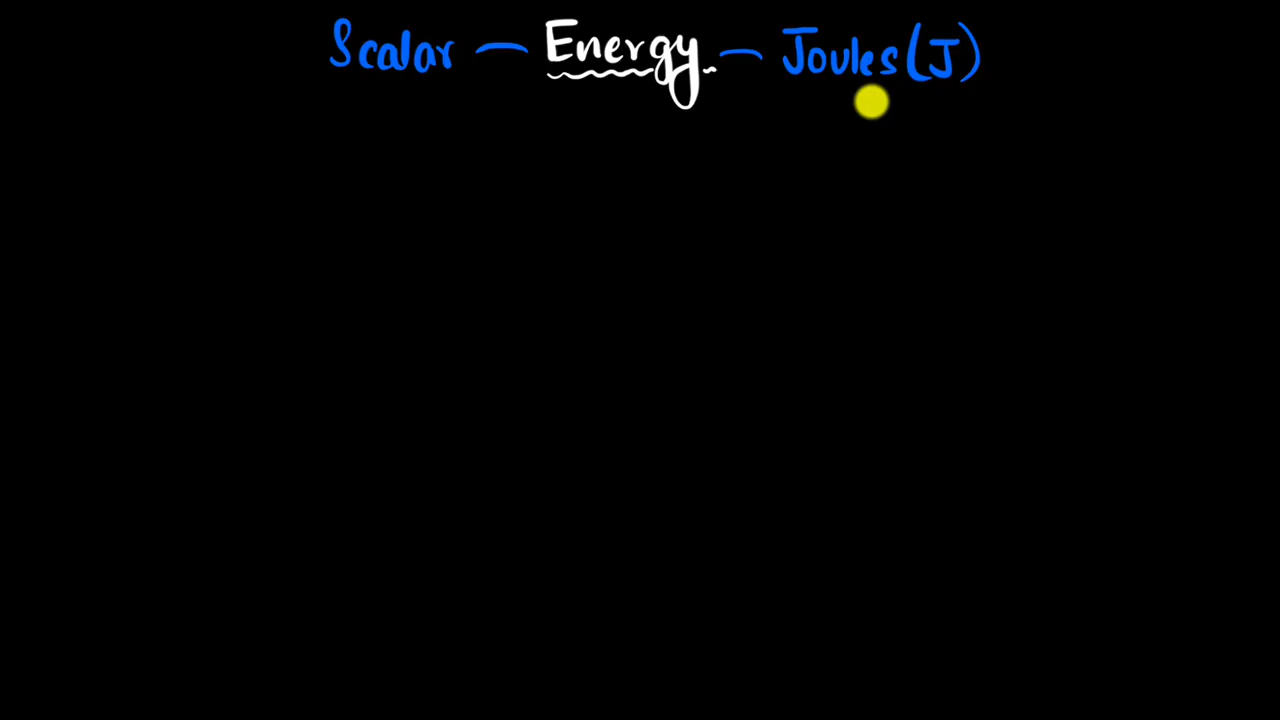 Scalar — Energy — Joules (J)